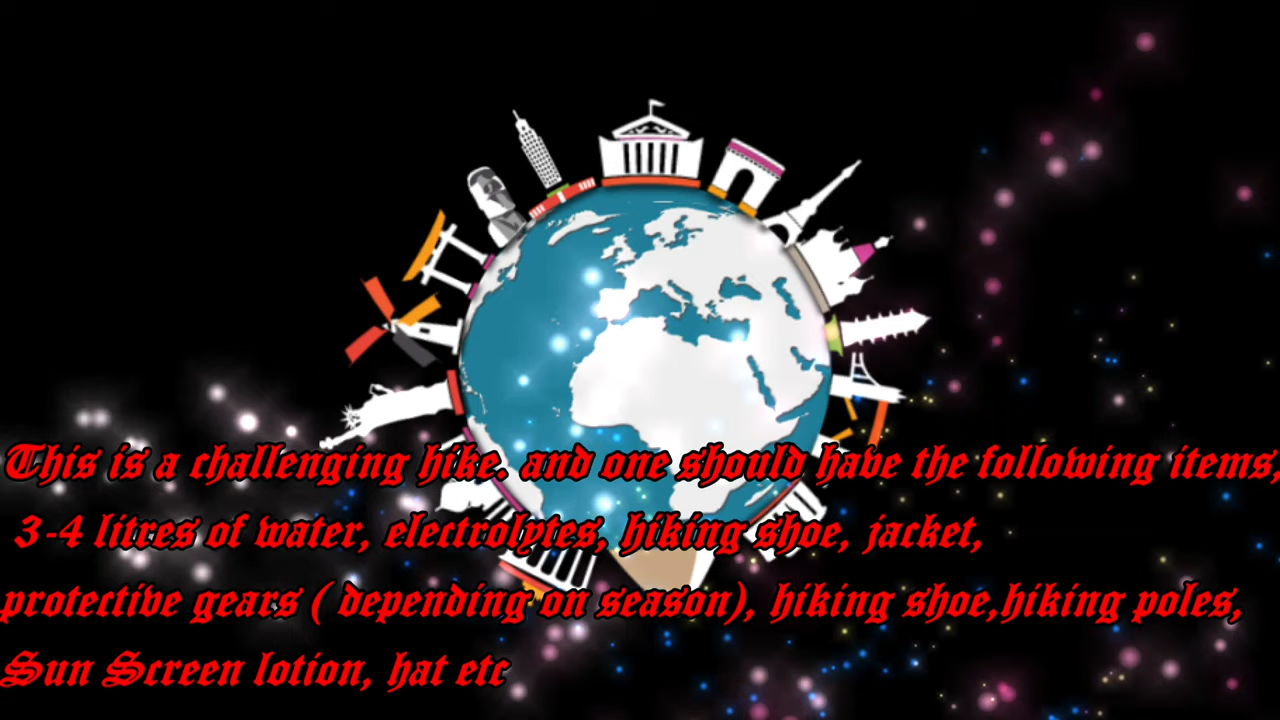 This is a challenging hike. and one should have the following items,
3-4 litres of water, electrolytes, hiking shoe, jacket,
protective gears ( depending on season), hiking shoe,hiking poles,
Sun Screen lotion, hat etc